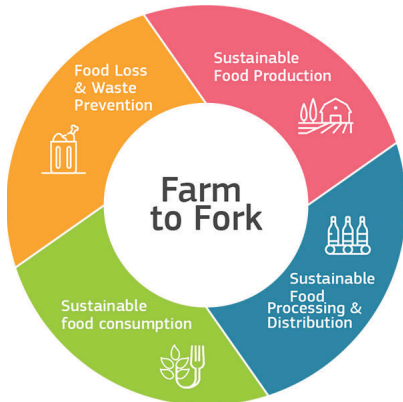 Farm
to Fork
Sustainable
Food Production
Sustainable
Food
Processing &
Distribution
Sustainable
food consumption
Food Loss
& Waste
Prevention